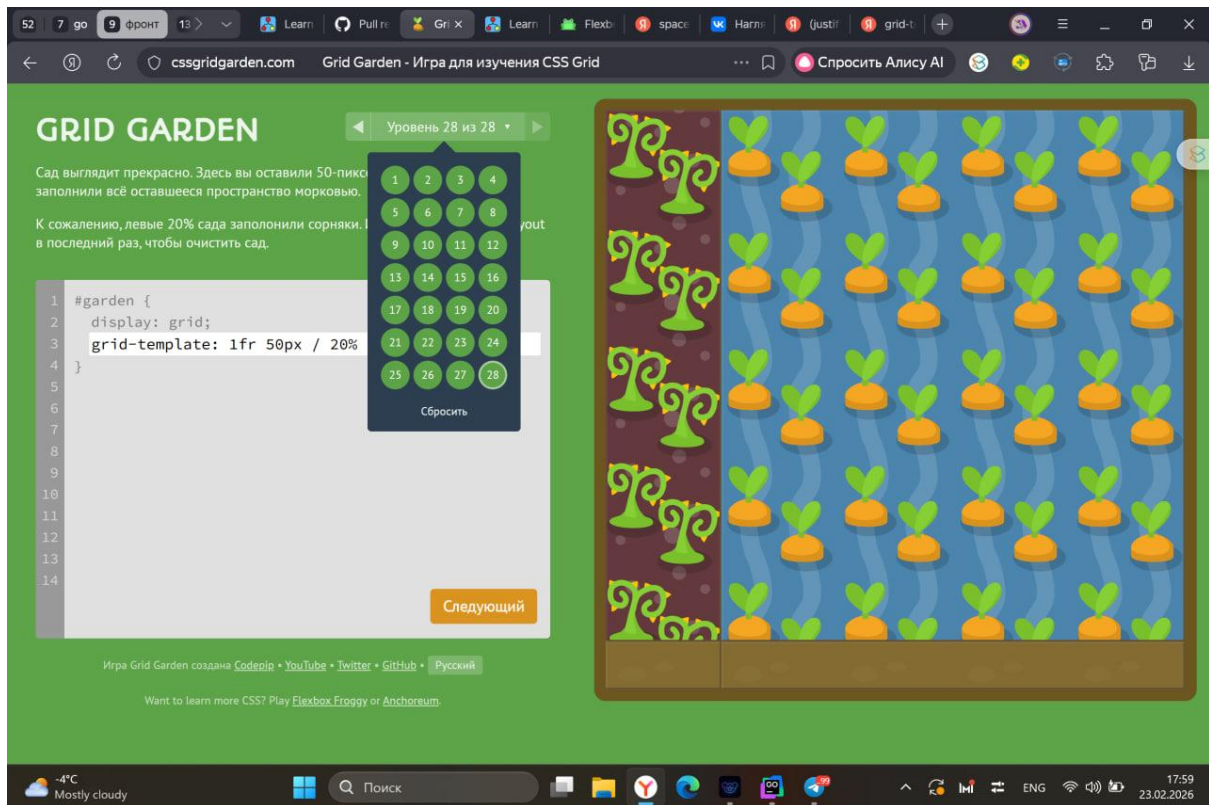 52 7 go 9 фронт 13 Learn Pull re Gri × Learn Flexb space Нагля (justif grid-t
cssgridgarden.com Grid Garden - Игра для изучения CSS Grid Спросить Алису AI
GRID GARDEN
Уровень 28 из 28
Сад выглядит прекрасно. Здесь вы оставили 50-пиксе
заполнили всё оставшееся пространство морковью.
К сожалению, левые 20% сада заполонили сорняки. yout
в последний раз, чтобы очистить сад.
1 2 3 4
5 6 7 8
9 10 11 12
13 14 15 16
17 18 19 20
21 22 23 24
25 26 27 28
Сбросить
1 #garden {
2 display: grid;
3 grid-template: 1fr 50px / 20%
4 }
5
6
7
8
9
10
11
12
13
14
Следующий
Игра Grid Garden создана Codepip • YouTube • Twitter • GitHub • Русский
Want to learn more CSS? Play Flexbox Froggy or Anchoreum.
-4°C
Mostly cloudy
Поиск
99
ENG
17:59
23.02.2026